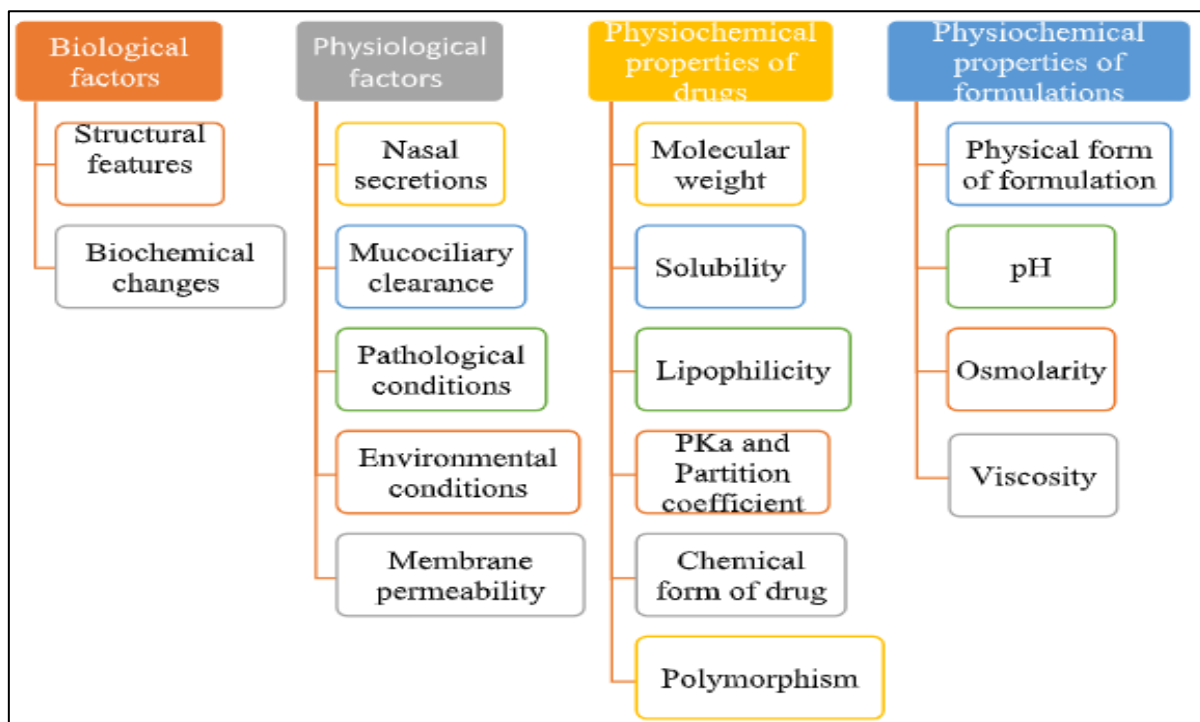 Biological
factors
Structural
features
Biochemical
changes
Physiological
factors
Nasal
secretions
Mucociliary
clearance
Pathological
conditions
Environmental
conditions
Membrane
permeability
Physiochemical
properties of
drugs
Molecular
weight
Solubility
Lipophilicity
PKa and
Partition
coefficient
Chemical
form of drug
Polymorphism
Physiochemical
properties of
formulations
Physical form
of formulation
pH
Osmolarity
Viscosity